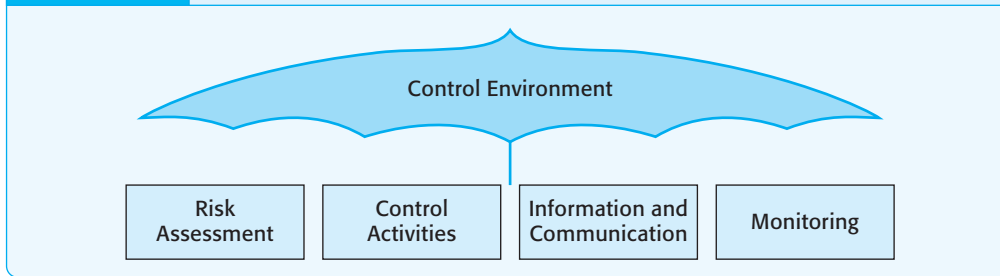 Control Environment
Risk
Assessment
Control
Activities
Information and
Communication
Monitoring